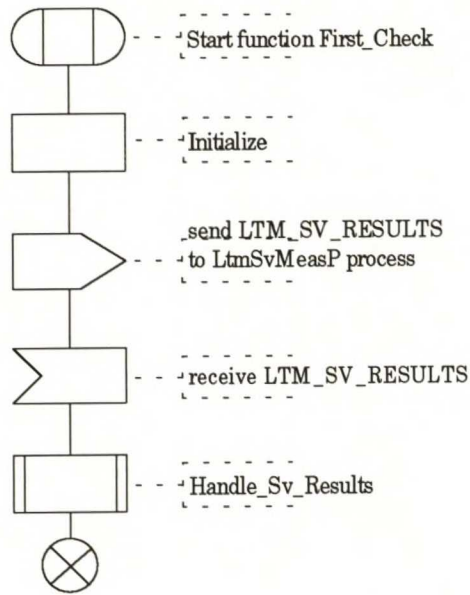 Start function First_Check
Initialize
send LTM_SV_RESULTS
to LtmSvMeasP process
receive LTM_SV_RESULTS
Handle_Sv_Results